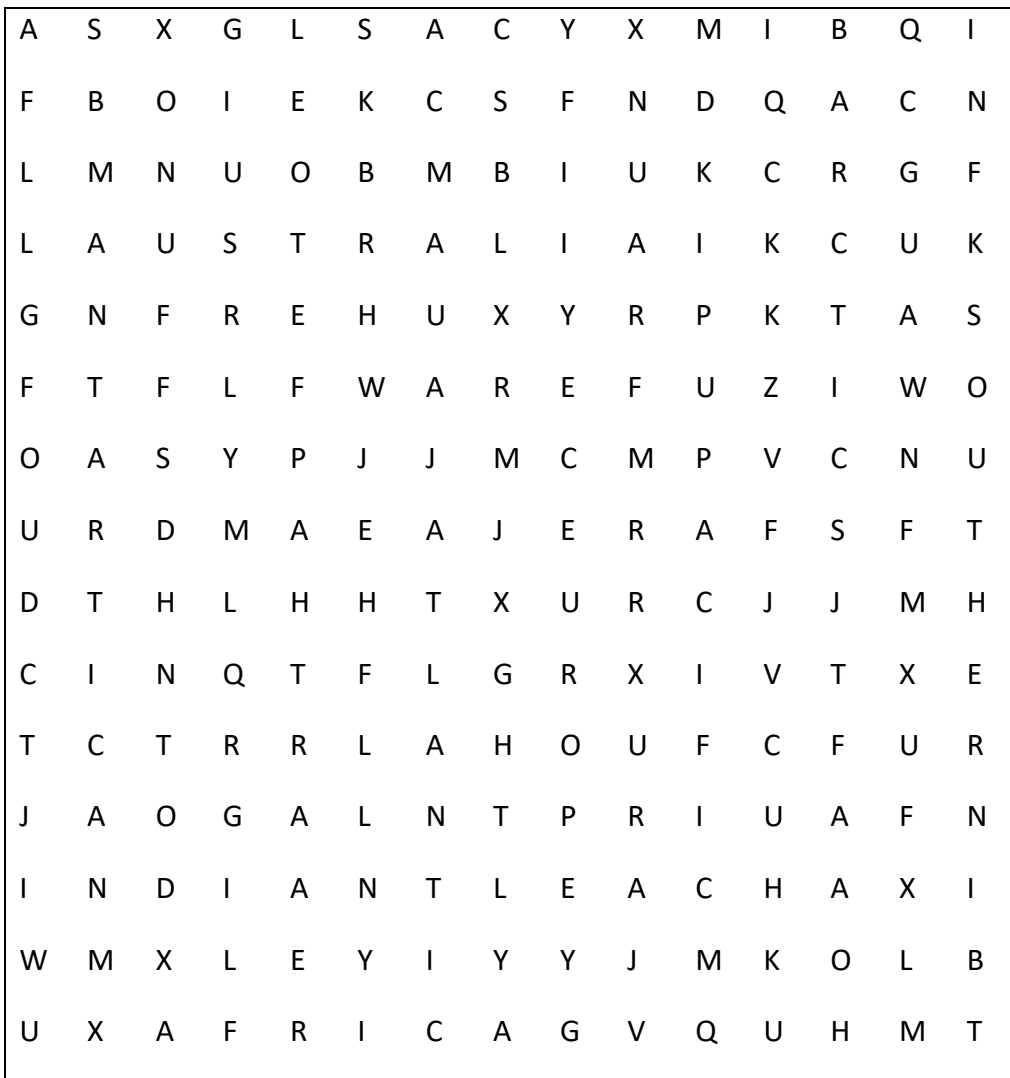 A S X G L S A C Y X M I B Q I
F B O I E K C S F N D Q A C N
L M N U O B M B I U K C R G F
L A U S T R A L I A I K C U K
G N F R E H U X Y R P K T A S
F T F L F W A R E F U Z I W O
O A S Y P J J M C M P V C N U
U R D M A E A J E R A F S F T
D T H L H H T X U R C J J M H
C I N Q T F L G R X I V T X E
T C T R R L A H O U F C F U R
J A O G A L N T P R I U A F N
I N D I A N T L E A C H A X I
W M X L E Y I Y Y J M K O L B
U X A F R I C A G V Q U H M T